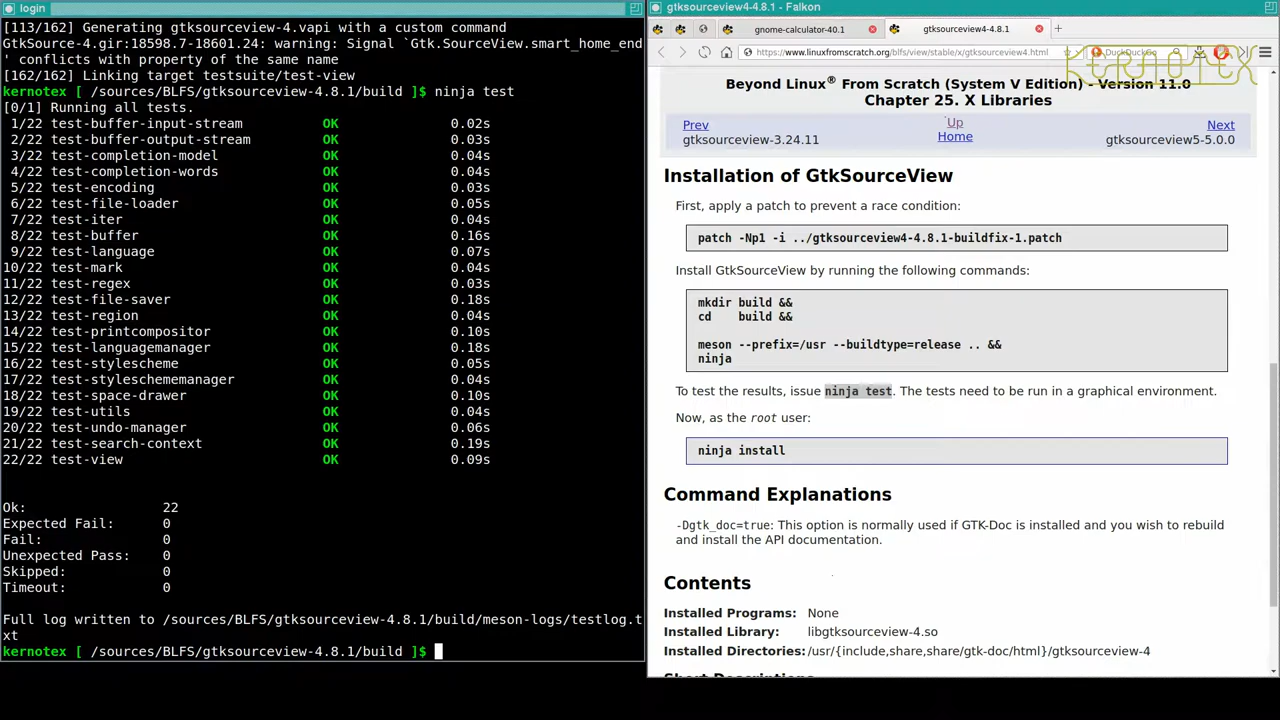 login
[113/162] Generating gtksourceview-4.vapi with a custom command
GtkSource-4.gir:18598.7-18601.24: warning: Signal `Gtk.SourceView.smart_home_end
' conflicts with property of the same name
[162/162] Linking target testsuite/test-view
kernotex [ /sources/BLFS/gtksourceview-4.8.1/build ]$ ninja test
[0/1] Running all tests.
1/22 test-buffer-input-stream OK 0.02s
2/22 test-buffer-output-stream OK 0.03s
3/22 test-completion-model OK 0.04s
4/22 test-completion-words OK 0.04s
5/22 test-encoding OK 0.03s
6/22 test-file-loader OK 0.05s
7/22 test-iter OK 0.04s
8/22 test-buffer OK 0.16s
9/22 test-language OK 0.07s
10/22 test-mark OK 0.04s
11/22 test-regex OK 0.03s
12/22 test-file-saver OK 0.18s
13/22 test-region OK 0.04s
14/22 test-printcompositor OK 0.10s
15/22 test-languagemanager OK 0.18s
16/22 test-stylescheme OK 0.05s
17/22 test-styleschememanager OK 0.04s
18/22 test-space-drawer OK 0.10s
19/22 test-utils OK 0.04s
20/22 test-undo-manager OK 0.06s
21/22 test-search-context OK 0.19s
22/22 test-view OK 0.09s
Ok: 22
Expected Fail: 0
Fail: 0
Unexpected Pass: 0
Skipped: 0
Timeout: 0
Full log written to /sources/BLFS/gtksourceview-4.8.1/build/meson-logs/testlog.t
xt
kernotex [ /sources/BLFS/gtksourceview-4.8.1/build ]$
gtksourceview4-4.8.1 - Falkon
gnome-calculator-40.1
gtksourceview4-4.8.1
https://www.linuxfromscratch.org/blfs/view/stable/x/gtksourceview4.html
DuckDuckGo
KERNOTEX
Beyond Linux® From Scratch (System V Edition) - Version 11.0
Chapter 25. X Libraries
Prev Up Next
gtksourceview-3.24.11 Home gtksourceview5-5.0.0
Installation of GtkSourceView
First, apply a patch to prevent a race condition:
patch -Np1 -i ../gtksourceview4-4.8.1-buildfix-1.patch
Install GtkSourceView by running the following commands:
mkdir build &&
cd build &&
meson --prefix=/usr --buildtype=release .. &&
ninja
To test the results, issue ninja test. The tests need to be run in a graphical environment.
Now, as the root user:
ninja install
Command Explanations
-Dgtk_doc=true: This option is normally used if GTK-Doc is installed and you wish to rebuild
and install the API documentation.
Contents
Installed Programs: None
Installed Library: libgtksourceview-4.so
Installed Directories: /usr/{include,share,share/gtk-doc/html}/gtksourceview-4
Short Descriptions